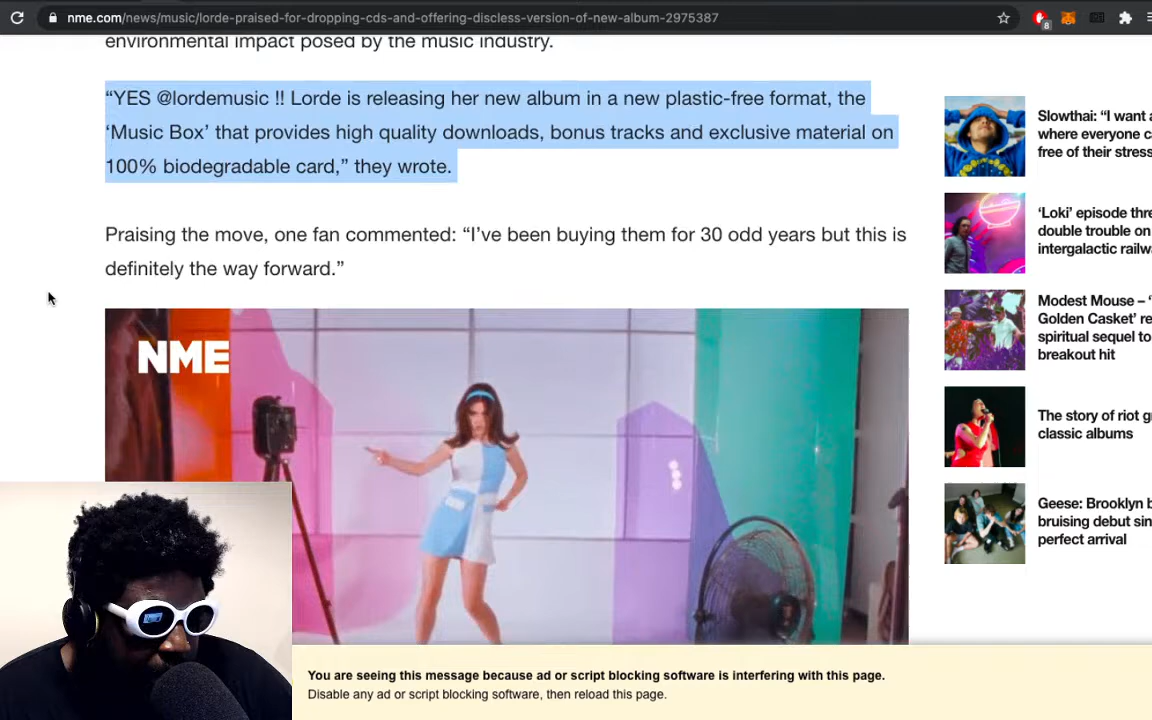 nme.com/news/music/lorde-praised-for-dropping-cds-and-offering-discless-version-of-new-album-2975387
8
environmental impact posed by the music industry.
“YES @lordemusic !! Lorde is releasing her new album in a new plastic-free format, the
‘Music Box’ that provides high quality downloads, bonus tracks and exclusive material on
100% biodegradable card,” they wrote.
Praising the move, one fan commented: “I’ve been buying them for 30 odd years but this is
definitely the way forward.”
NME
Slowthai: “I want a
where everyone c
free of their stress
‘Loki’ episode thre
double trouble on
intergalactic railw
Modest Mouse – ‘
Golden Casket’ re
spiritual sequel to
breakout hit
The story of riot g
classic albums
Geese: Brooklyn b
bruising debut sin
perfect arrival
You are seeing this message because ad or script blocking software is interfering with this page.
Disable any ad or script blocking software, then reload this page.